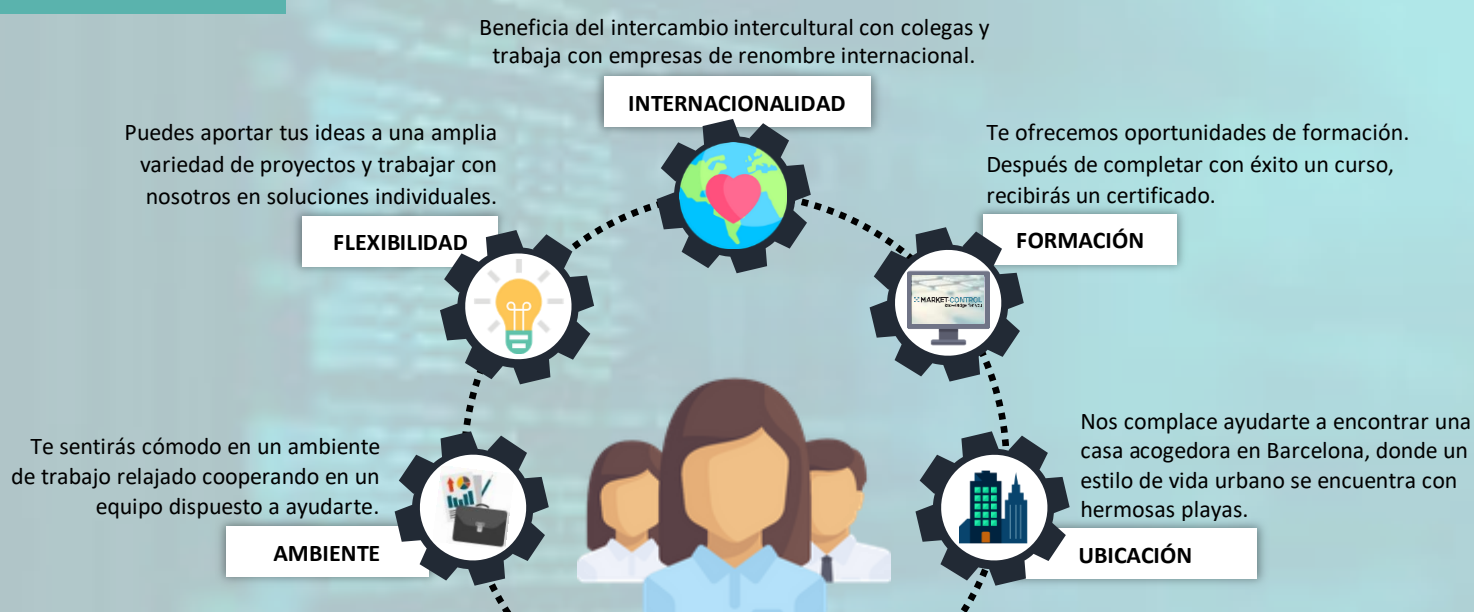 Beneficia del intercambio intercultural con colegas y
trabaja con empresas de renombre internacional.
INTERNACIONALIDAD
Puedes aportar tus ideas a una amplia
variedad de proyectos y trabajar con
nosotros en soluciones individuales.
FLEXIBILIDAD
Te ofrecemos oportunidades de formación.
Después de completar con éxito un curso,
recibirás un certificado.
FORMACIÓN
MARKET-CONTROL
Te sentirás cómodo en un ambiente
de trabajo relajado cooperando en un
equipo dispuesto a ayudarte.
AMBIENTE
Nos complace ayudarte a encontrar una
casa acogedora en Barcelona, donde un
estilo de vida urbano se encuentra con
hermosas playas.
UBICACIÓN